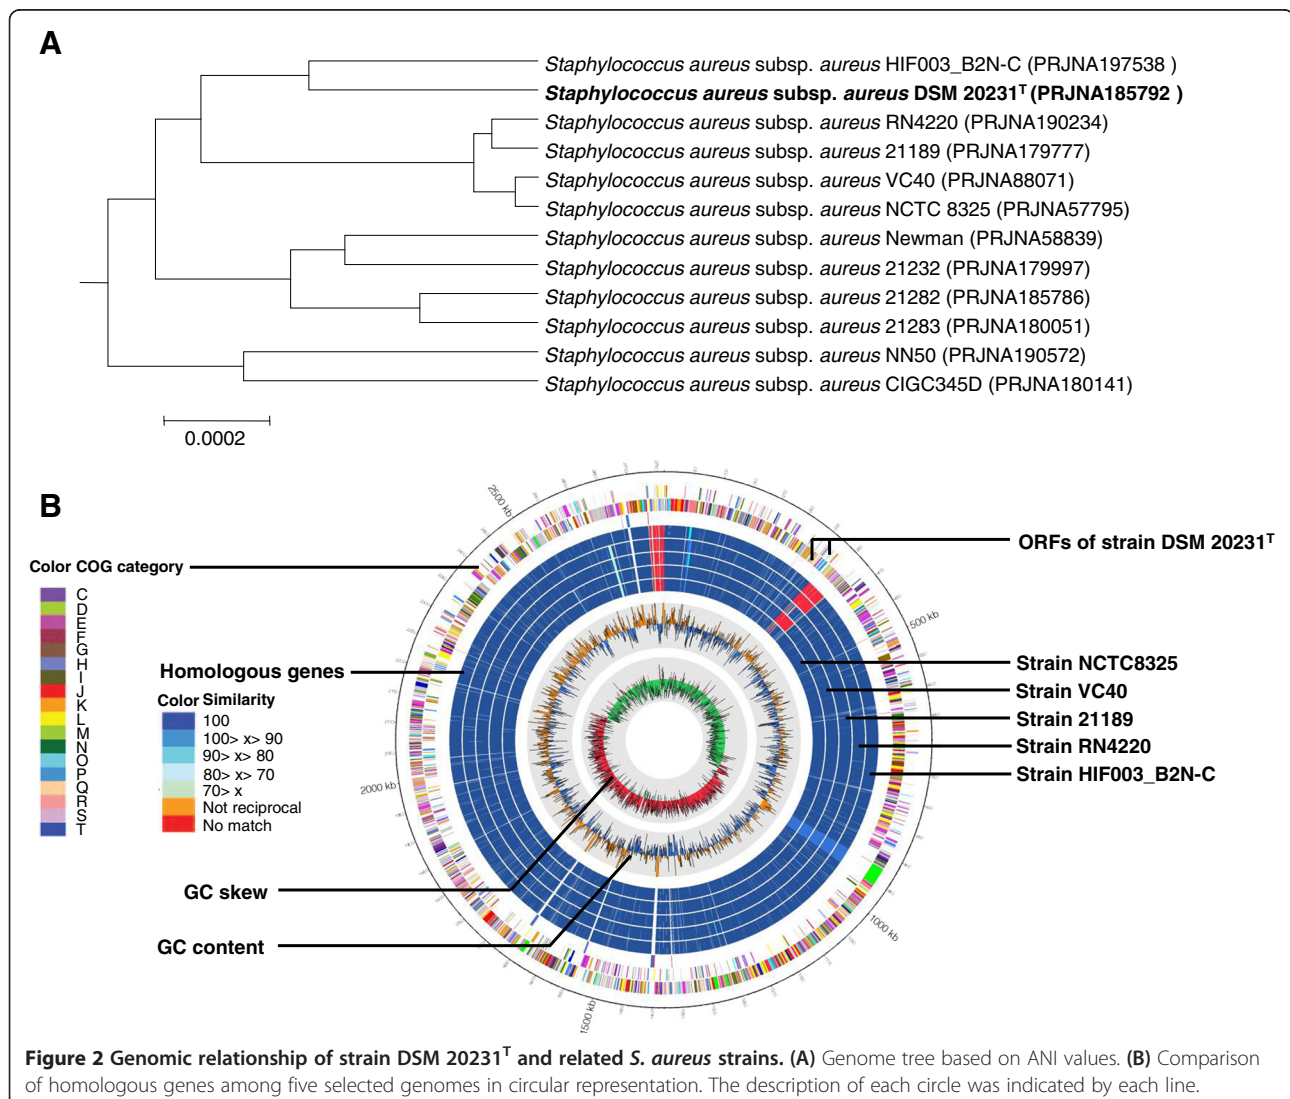 A
Staphylococcus aureus subsp. aureus HIF003_B2N-C (PRJNA197538 )
Staphylococcus aureus subsp. aureus DSM 20231T (PRJNA185792 )
Staphylococcus aureus subsp. aureus RN4220 (PRJNA190234)
Staphylococcus aureus subsp. aureus 21189 (PRJNA179777)
Staphylococcus aureus subsp. aureus VC40 (PRJNA88071)
Staphylococcus aureus subsp. aureus NCTC 8325 (PRJNA57795)
Staphylococcus aureus subsp. aureus Newman (PRJNA58839)
Staphylococcus aureus subsp. aureus 21232 (PRJNA179997)
Staphylococcus aureus subsp. aureus 21282 (PRJNA185786)
Staphylococcus aureus subsp. aureus 21283 (PRJNA180051)
Staphylococcus aureus subsp. aureus NN50 (PRJNA190572)
Staphylococcus aureus subsp. aureus CIGC345D (PRJNA180141)
0.0002
B
Color COG category
C
D
E
F
G
H
I
J
K
L
M
N
O
P
Q
R
S
T
Homologous genes
Color Similarity
100
100> x> 90
90> x> 80
80> x> 70
70> x
Not reciprocal
No match
GC skew
GC content
2500 kb
500 kb
2000 kb
1000 kb
1500 kb
ORFs of strain DSM 20231T
Strain NCTC8325
Strain VC40
Strain 21189
Strain RN4220
Strain HIF003_B2N-C
Figure 2 Genomic relationship of strain DSM 20231T and related S. aureus strains. (A) Genome tree based on ANI values. (B) Comparison
of homologous genes among five selected genomes in circular representation. The description of each circle was indicated by each line.